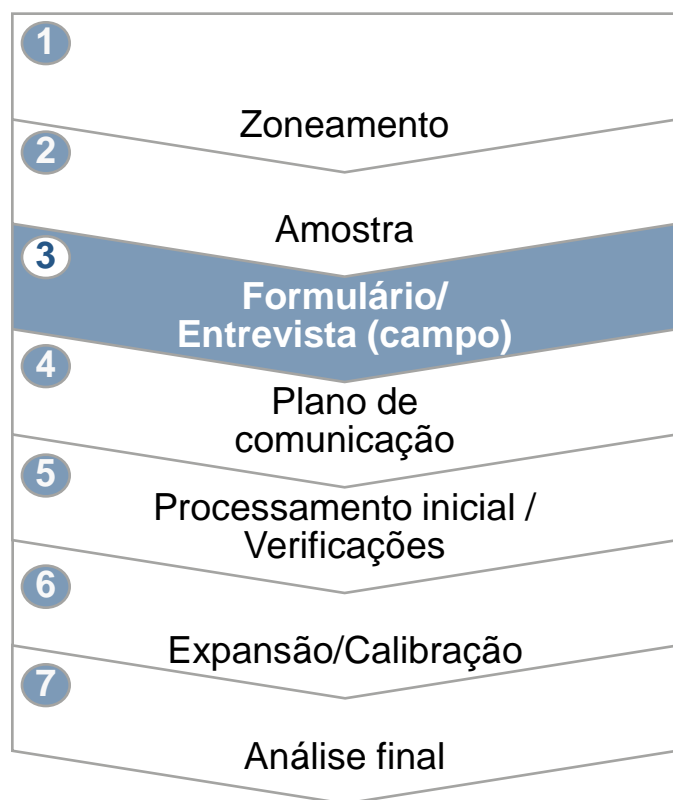 1
Zoneamento
2
Amostra
3
Formulário/
Entrevista (campo)
4
Plano de
comunicação
5
Processamento inicial /
Verificações
6
Expansão/Calibração
7
Análise final